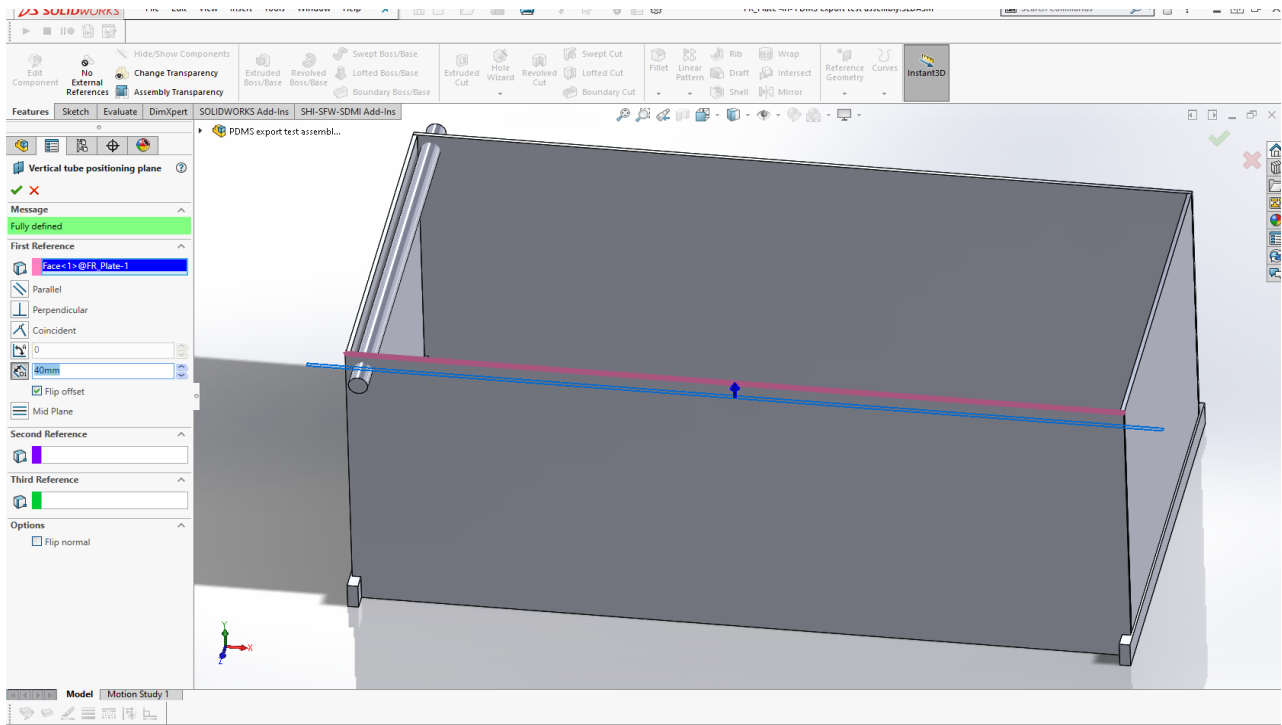 SOLIDWORKS
File Edit View Insert Tools Window Help
FR_Plate 4in-PDMS export test assembly.SLDASM
Search Commands
Edit Component
No External References
Hide/Show Components
Change Transparency
Assembly Transparency
Extruded Boss/Base
Revolved Boss/Base
Swept Boss/Base
Lofted Boss/Base
Boundary Boss/Base
Extruded Cut
Hole Wizard
Revolved Cut
Swept Cut
Lofted Cut
Boundary Cut
Fillet
Linear Pattern
Rib
Draft
Shell
Wrap
Intersect
Mirror
Reference Geometry
Curves
Instant3D
Features Sketch Evaluate DimXpert SOLIDWORKS Add-Ins SHI-SFW-SDMI Add-Ins
PDMS export test assembl...
Vertical tube positioning plane
Message
Fully defined
First Reference
Face<1>@FR_Plate-1
Parallel
Perpendicular
Coincident
0
40mm
Flip offset
Mid Plane
Second Reference
Third Reference
Options
Flip normal
Y
X
Z
Model Motion Study 1